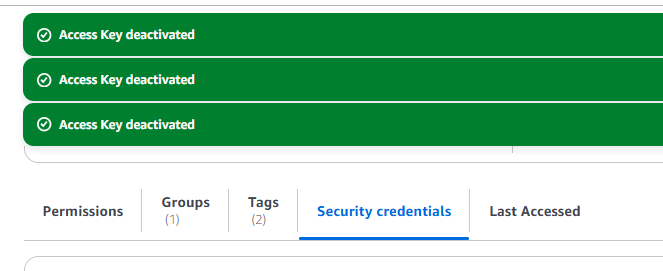 Access Key deactivated
Access Key deactivated
Access Key deactivated
Permissions
Groups
(1)
Tags
(2)
Security credentials
Last Accessed